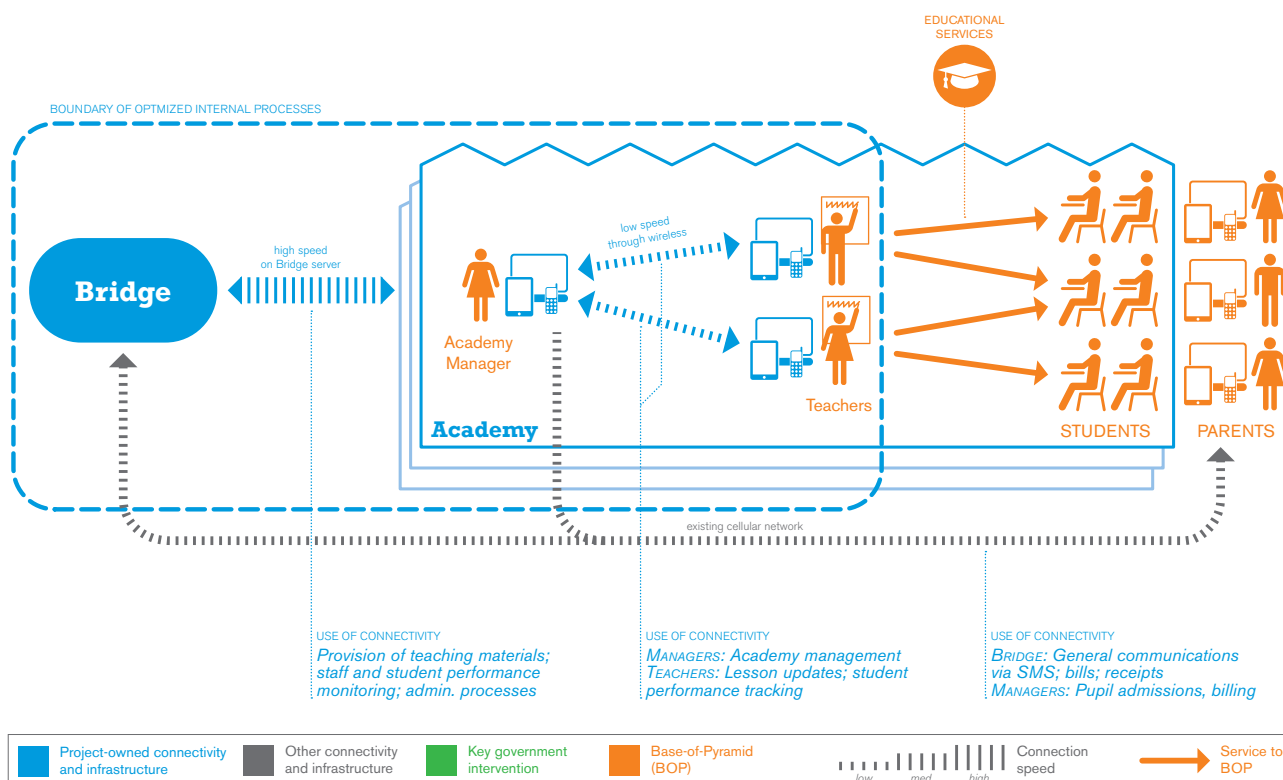 EDUCATIONAL
SERVICES
BOUNDARY OF OPTMIZED INTERNAL PROCESSES
high speed
on Bridge server
Bridge
low speed
through wireless
Academy
Manager
Teachers
Academy
STUDENTS
PARENTS
existing cellular network
USE OF CONNECTIVITY
Provision of teaching materials;
staff and student performance
monitoring; admin. processes
USE OF CONNECTIVITY
MANAGERS: Academy management
TEACHERS: Lesson updates; student
performance tracking
USE OF CONNECTIVITY
BRIDGE: General communications
via SMS; bills; receipts
MANAGERS: Pupil admissions, billing
Project-owned connectivity
and infrastructure
Other connectivity
and infrastructure
Key government
intervention
Base-of-Pyramid
(BOP)
low med high
Connection
speed
Service to
BOP